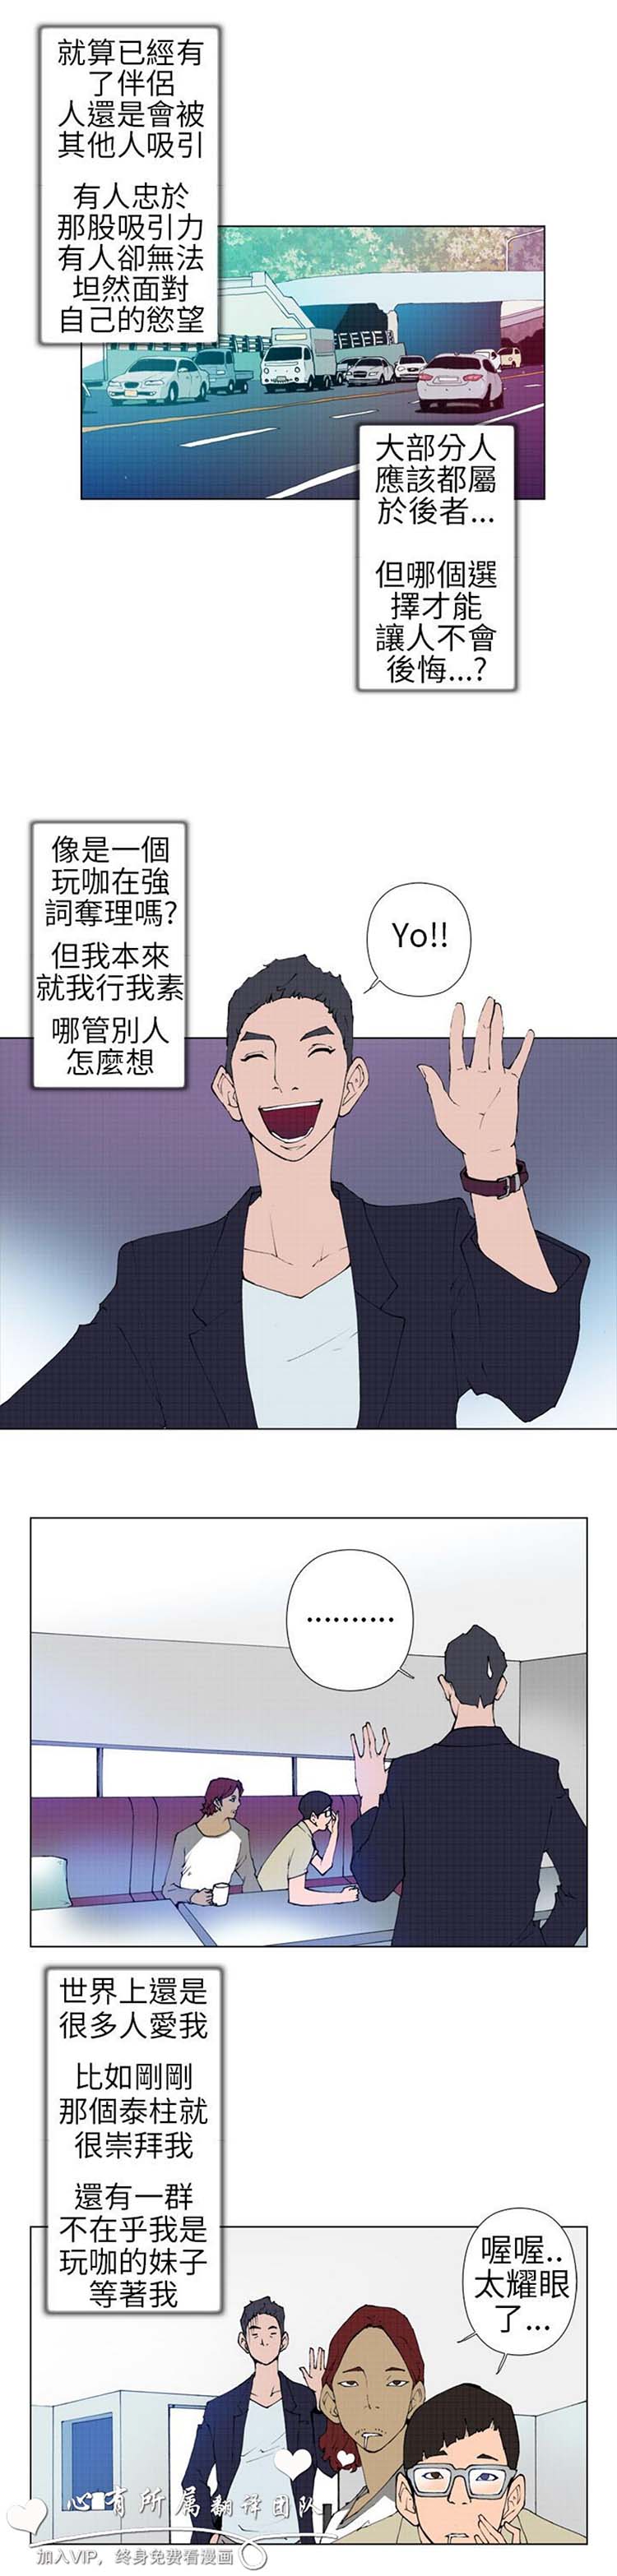 就算已經有
了伴侶
人還是會被
其他人吸引
有人忠於
那股吸引力
有人卻無法
坦然面對
自己的慾望
大部分人
應該都屬
於後者...
但哪個選
擇才能
讓人不會
後悔...?
像是一個
玩咖在強
詞奪理嗎?
但我本來
就我行我素
哪管別人
怎麼想
Yo!!
..........
世界上還是
很多人愛我
比如剛剛
那個泰柱就
很崇拜我
還有一群
不在乎我是
玩咖的妹子
等著我
喔喔..
太耀眼
了...
心有所属翻译团队
加入VIP，终身免费看漫画